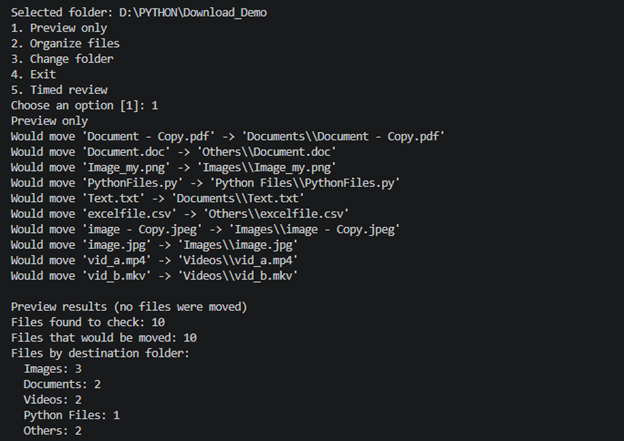 Selected folder: D:\PYTHON\Download_Demo
1. Preview only
2. Organize files
3. Change folder
4. Exit
5. Timed review
Choose an option [1]: 1
Preview only
Would move 'Document - Copy.pdf' -> 'Documents\\Document - Copy.pdf'
Would move 'Document.doc' -> 'Others\\Document.doc'
Would move 'Image_my.png' -> 'Images\\Image_my.png'
Would move 'PythonFiles.py' -> 'Python Files\\PythonFiles.py'
Would move 'Text.txt' -> 'Documents\\Text.txt'
Would move 'excelfile.csv' -> 'Others\\excelfile.csv'
Would move 'image - Copy.jpeg' -> 'Images\\image - Copy.jpeg'
Would move 'image.jpg' -> 'Images\\image.jpg'
Would move 'vid_a.mp4' -> 'Videos\\vid_a.mp4'
Would move 'vid_b.mkv' -> 'Videos\\vid_b.mkv'

Preview results (no files were moved)
Files found to check: 10
Files that would be moved: 10
Files by destination folder:
  Images: 3
  Documents: 2
  Videos: 2
  Python Files: 1
  Others: 2